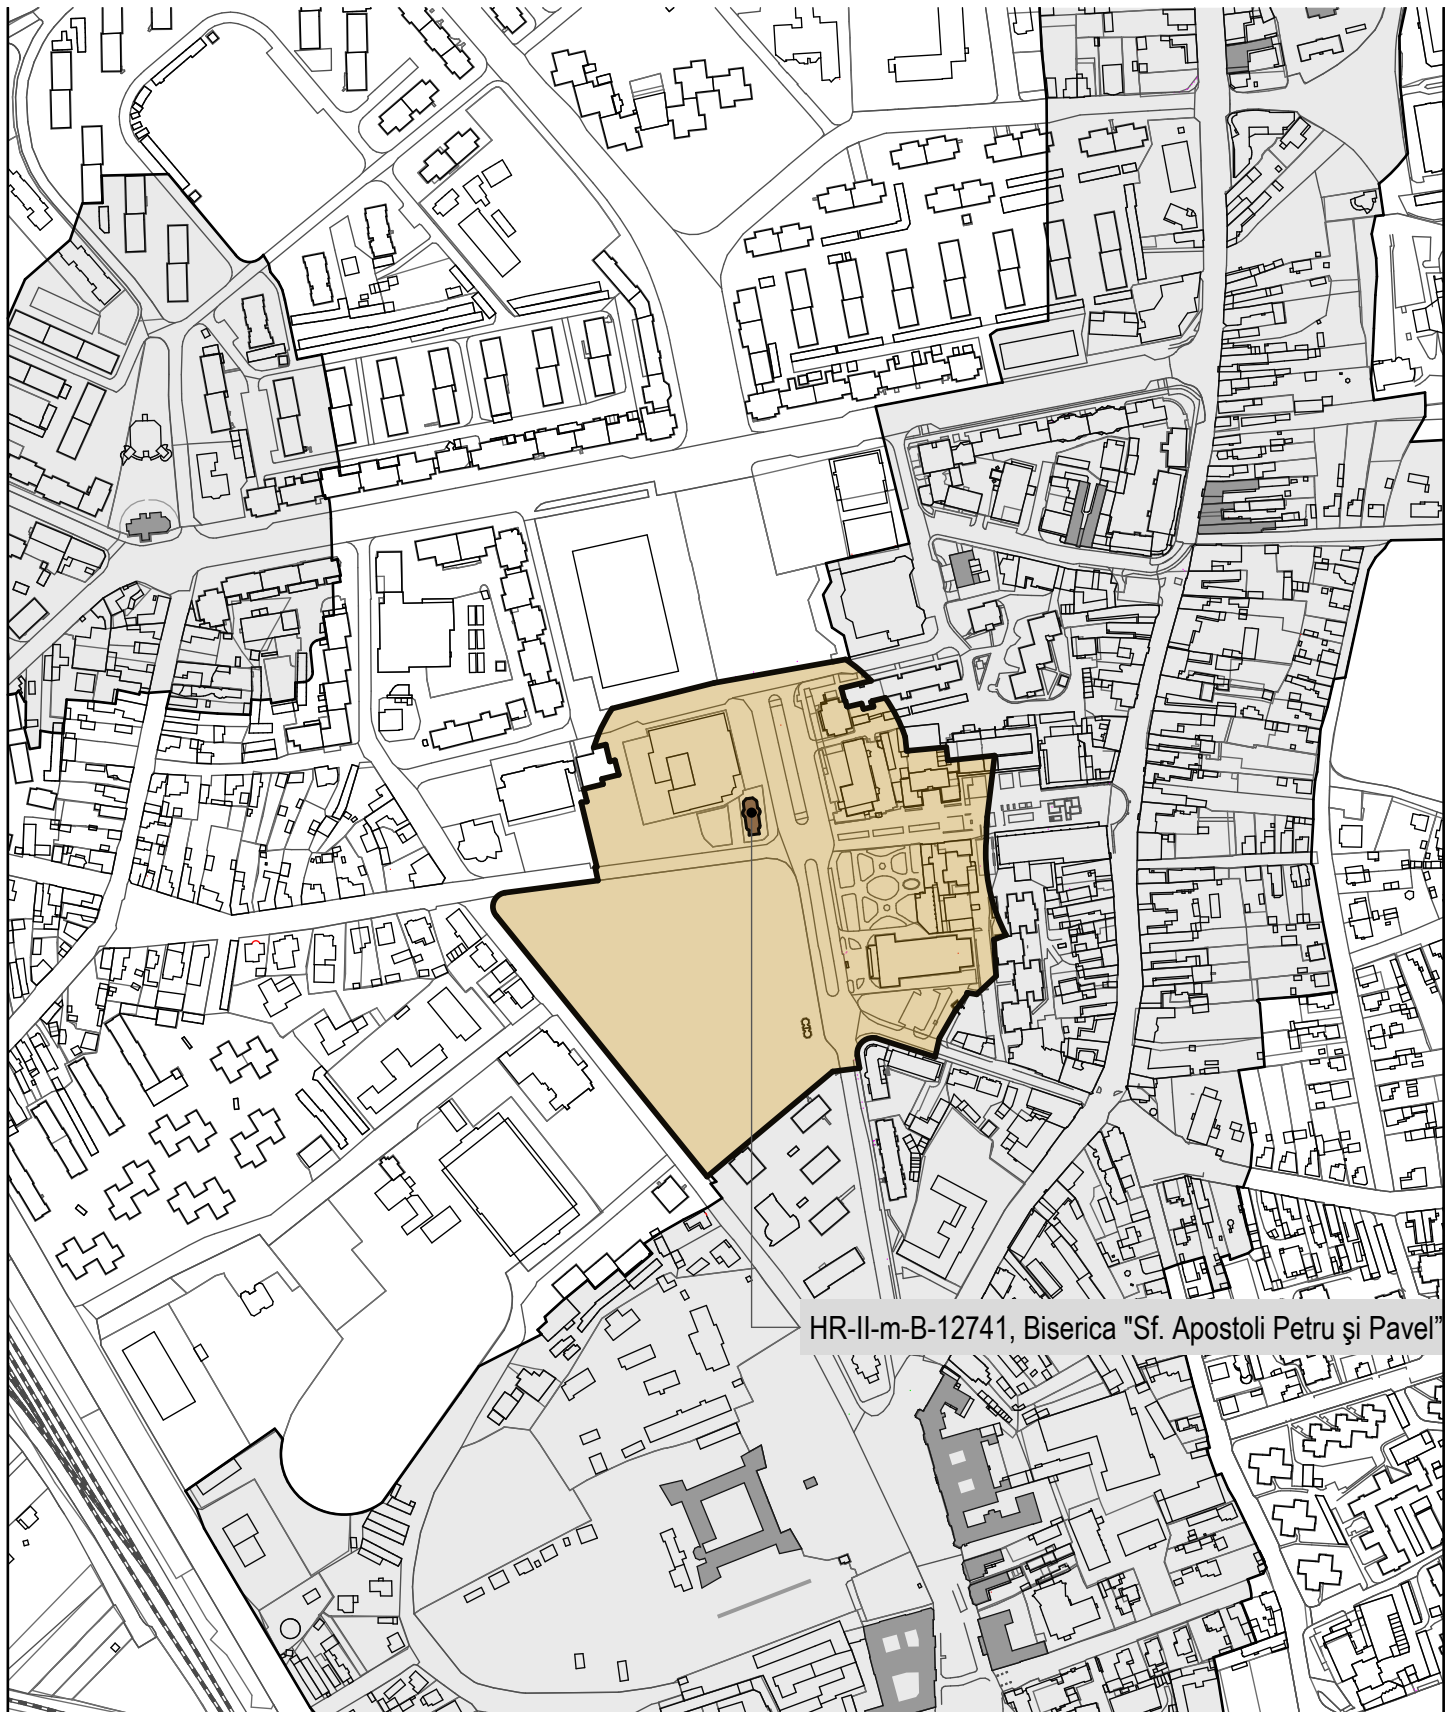 HR-II-m-B-12741, Biserica "Sf. Apostoli Petru şi Pavel”